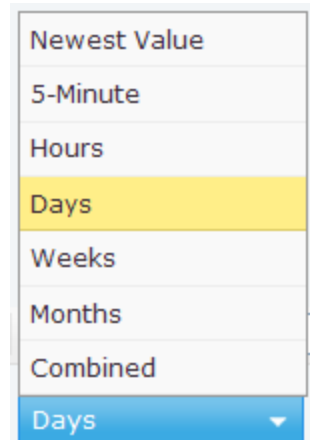 Newest Value
5-Minute
Hours
Days
Weeks
Months
Combined
Days